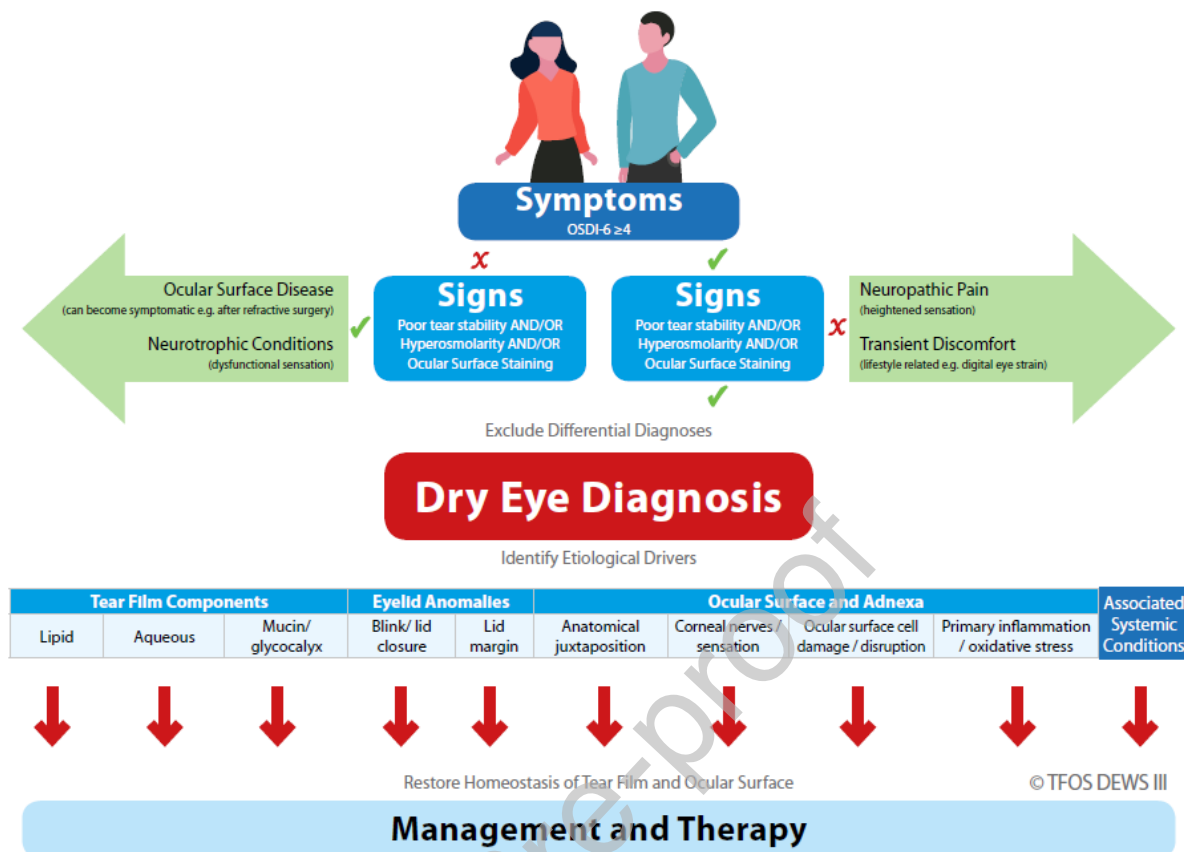 Symptoms
OSDI-6 ≥4
x
✓
Ocular Surface Disease
(can become symptomatic e.g. after refractive surgery)
Neurotrophic Conditions
(dysfunctional sensation)
✓
Signs
Poor tear stability AND/OR
Hyperosmolarity AND/OR
Ocular Surface Staining
Signs
Poor tear stability AND/OR
Hyperosmolarity AND/OR
Ocular Surface Staining
x
Neuropathic Pain
(heightened sensation)
Transient Discomfort
(lifestyle related e.g. digital eye strain)
✓
Exclude Differential Diagnoses
Dry Eye Diagnosis
Identify Etiological Drivers
Tear Film Components
Eyelid Anomalies
Ocular Surface and Adnexa
Associated
Systemic
Conditions
Lipid
Aqueous
Mucin/
glycocalyx
Blink/ lid
closure
Lid
margin
Anatomical
juxtaposition
Corneal nerves /
sensation
Ocular surface cell
damage / disruption
Primary inflammation
/ oxidative stress
Restore Homeostasis of Tear Film and Ocular Surface
© TFOS DEWS III
Management and Therapy
re-proof